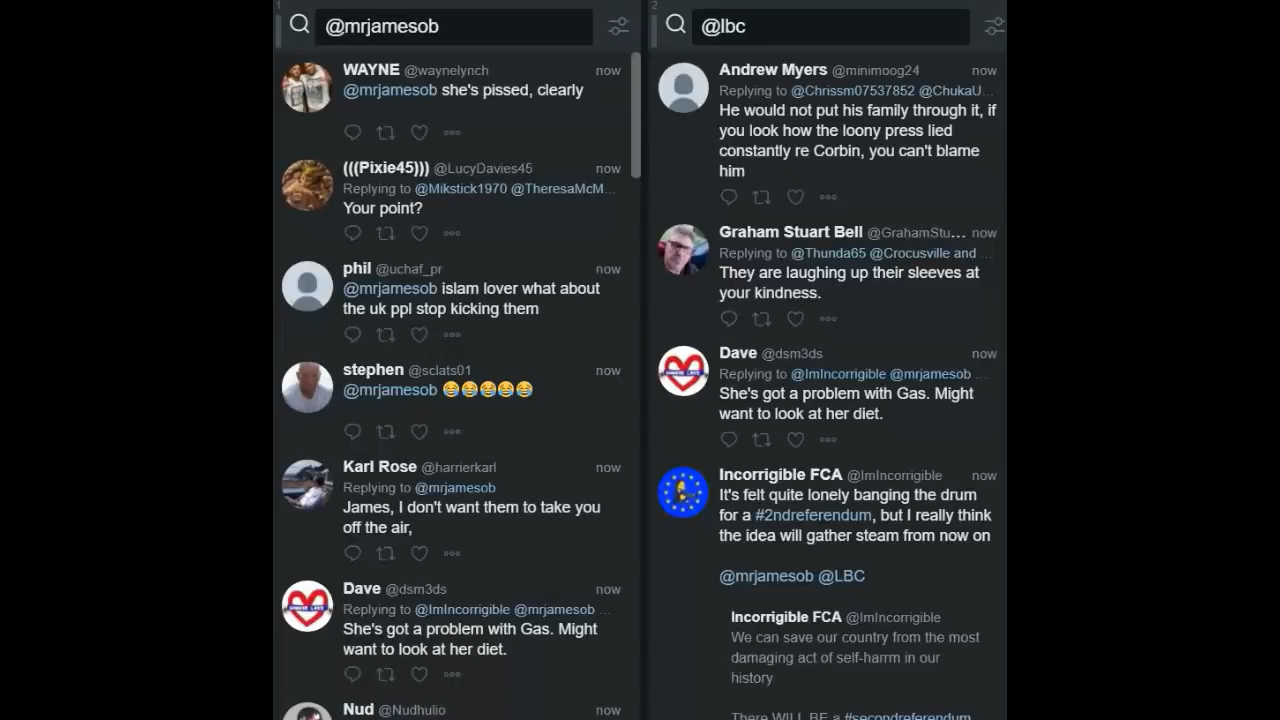 1
@mrjamesob
WAYNE @waynelynch now
@mrjamesob she's pissed, clearly
(((Pixie45))) @LucyDavies45 now
Replying to @Mikstick1970 @TheresaMcM...
Your point?
phil @uchaf_pr now
@mrjamesob islam lover what about
the uk ppl stop kicking them
stephen @sclats01 now
@mrjamesob 😂😂😂😂😂
Karl Rose @harrierkarl now
Replying to @mrjamesob
James, I don't want them to take you
off the air,
Dave @dsm3ds now
Replying to @ImIncorrigible @mrjamesob ...
She's got a problem with Gas. Might
want to look at her diet.
Nud @Nudhulio now
2
@lbc
Andrew Myers @minimoog24 now
Replying to @Chrissm07537852 @ChukaU...
He would not put his family through it, if
you look how the loony press lied
constantly re Corbin, you can't blame
him
Graham Stuart Bell @GrahamStu... now
Replying to @Thunda65 @Crocusville and ...
They are laughing up their sleeves at
your kindness.
Dave @dsm3ds now
Replying to @ImIncorrigible @mrjamesob ...
She's got a problem with Gas. Might
want to look at her diet.
Incorrigible FCA @ImIncorrigible now
It's felt quite lonely banging the drum
for a #2ndreferendum, but I really think
the idea will gather steam from now on
@mrjamesob @LBC
Incorrigible FCA @ImIncorrigible
We can save our country from the most
damaging act of self-harrm in our
history
There WILL BE a #secondreferendum